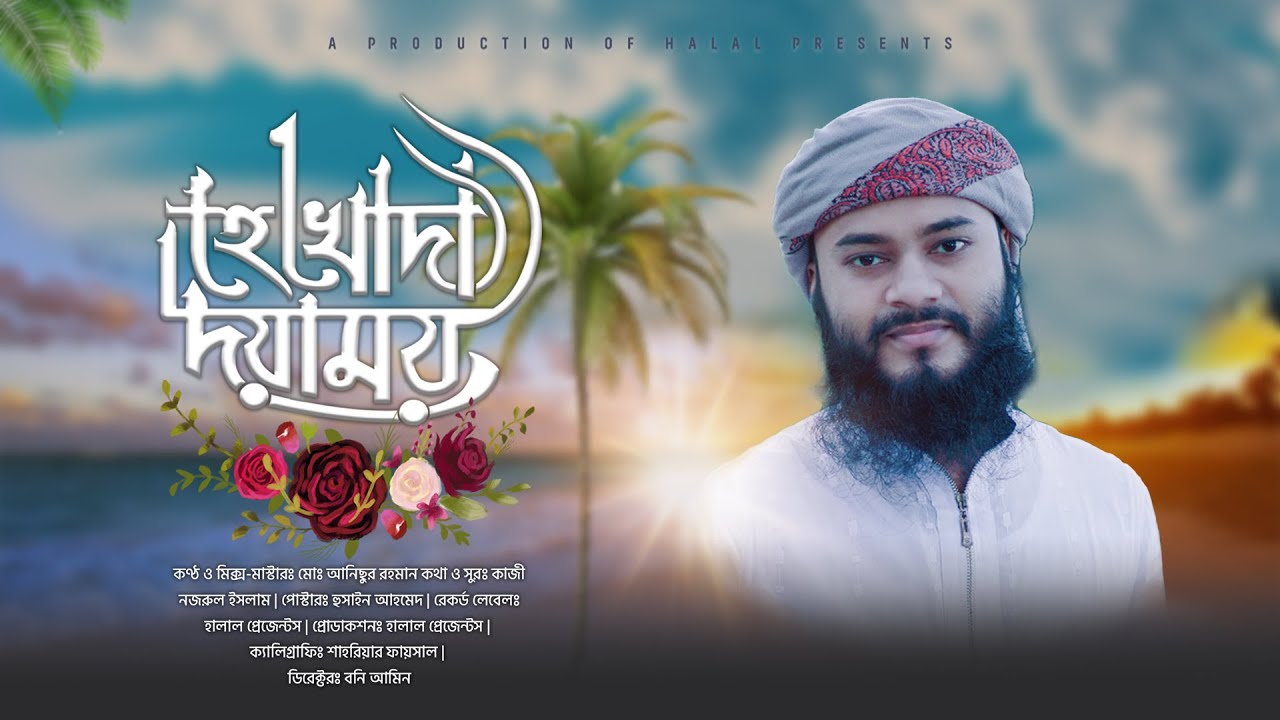 A PRODUCTION OF HALAL PRESENTS
হে খোদা
দয়াময়
কণ্ঠ ও মিক্স-মাস্টারঃ মোঃ আনিছুর রহমান কথা ও সুরঃ কাজী
নজরুল ইসলাম | পোস্টারঃ হুসাইন আহমেদ | রেকর্ড লেবেলঃ
হালাল প্রেজেন্টস | প্রোডাকশনঃ হালাল প্রেজেন্টস |
ক্যালিগ্রাফিঃ শাহরিয়ার ফায়সাল |
ডিরেক্টরঃ বনি আমিন